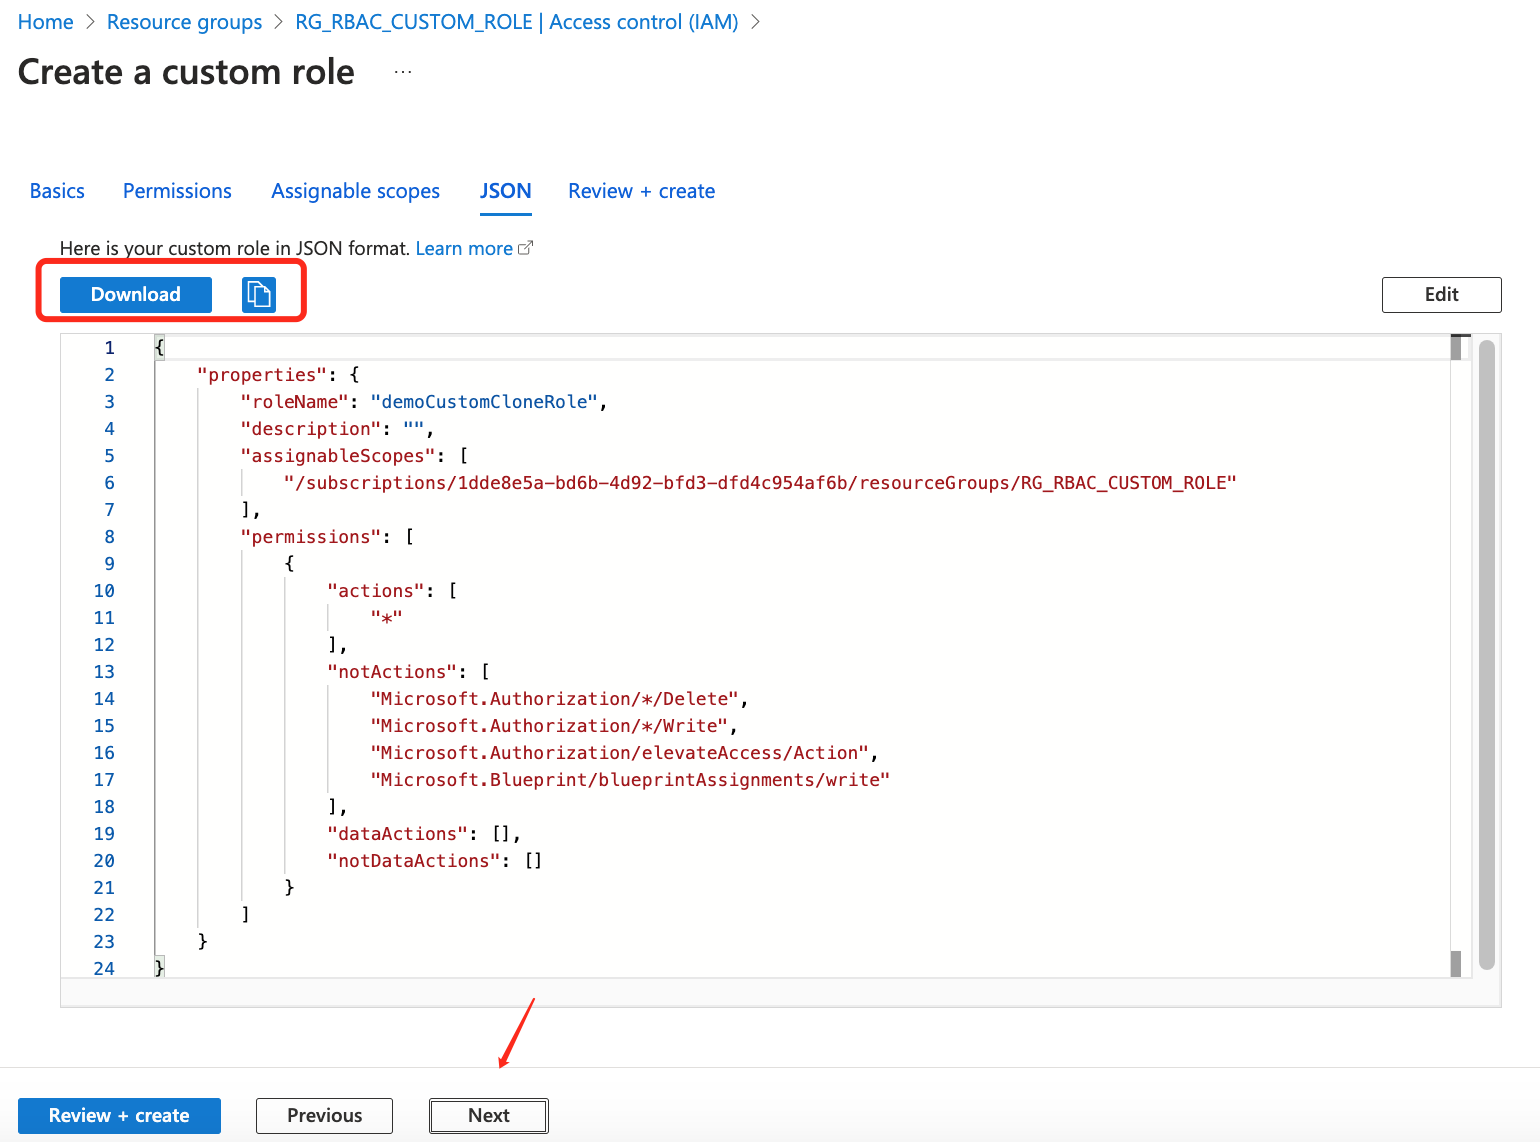 Home > Resource groups > RG_RBAC_CUSTOM_ROLE | Access control (IAM) >
Create a custom role ...
Basics Permissions Assignable scopes JSON Review + create
Here is your custom role in JSON format. Learn more
Download
Edit
1 {
2 "properties": {
3 "roleName": "demoCustomCloneRole",
4 "description": "",
5 "assignableScopes": [
6 "/subscriptions/1dde8e5a-bd6b-4d92-bfd3-dfd4c954af6b/resourceGroups/RG_RBAC_CUSTOM_ROLE"
7 ],
8 "permissions": [
9 {
10 "actions": [
11 "*"
12 ],
13 "notActions": [
14 "Microsoft.Authorization/*/Delete",
15 "Microsoft.Authorization/*/Write",
16 "Microsoft.Authorization/elevateAccess/Action",
17 "Microsoft.Blueprint/blueprintAssignments/write"
18 ],
19 "dataActions": [],
20 "notDataActions": []
21 }
22 ]
23 }
24 }
Review + create Previous Next